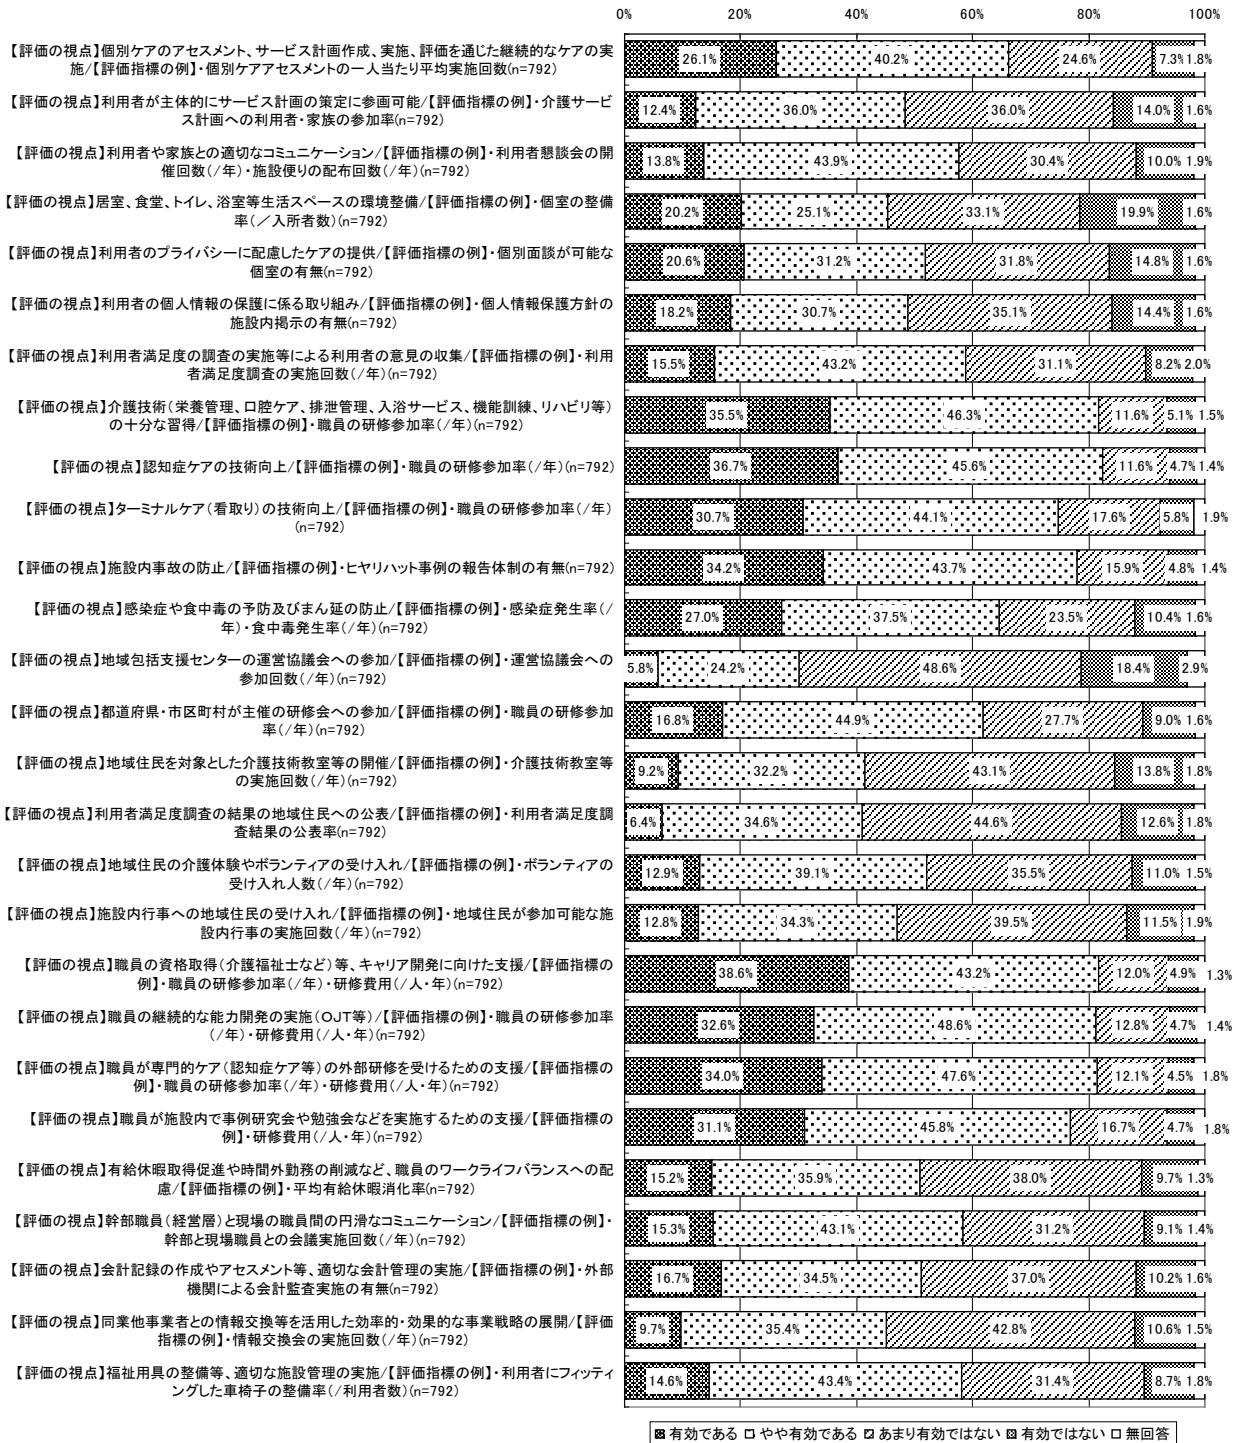 0% 20% 40% 60% 80% 100%
【評価の視点】個別ケアのアセスメント、サービス計画作成、実施、評価を通じた継続的なケアの実
施/【評価指標の例】・個別ケアアセスメントの一人当たり平均実施回数(n=792)
26.1% 40.2% 24.6% 7.3% 1.8%
【評価の視点】利用者が主体的にサービス計画の策定に参画可能/【評価指標の例】・介護サービ
ス計画への利用者・家族の参加率(n=792)
12.4% 36.0% 36.0% 14.0% 1.6%
【評価の視点】利用者や家族との適切なコミュニケーション/【評価指標の例】・利用者懇談会の開
催回数(/年)・施設便りの配布回数(/年)(n=792)
13.8% 43.9% 30.4% 10.0% 1.9%
【評価の視点】居室、食堂、トイレ、浴室等生活スペースの環境整備/【評価指標の例】・個室の整備
率(/入所者数)(n=792)
20.2% 25.1% 33.1% 19.9% 1.6%
【評価の視点】利用者のプライバシーに配慮したケアの提供/【評価指標の例】・個別面談が可能な
個室の有無(n=792)
20.6% 31.2% 31.8% 14.8% 1.6%
【評価の視点】利用者の個人情報の保護に係る取り組み/【評価指標の例】・個人情報保護方針の
施設内掲示の有無(n=792)
18.2% 30.7% 35.1% 14.4% 1.6%
【評価の視点】利用者満足度の調査の実施等による利用者の意見の収集/【評価指標の例】・利用
者満足度調査の実施回数(/年)(n=792)
15.5% 43.2% 31.1% 8.2% 2.0%
【評価の視点】介護技術(栄養管理、口腔ケア、排泄管理、入浴サービス、機能訓練、リハビリ等)
の十分な習得/【評価指標の例】・職員の研修参加率(/年)(n=792)
35.5% 46.3% 11.6% 5.1% 1.5%
【評価の視点】認知症ケアの技術向上/【評価指標の例】・職員の研修参加率(/年)(n=792)
36.7% 45.6% 11.6% 4.7% 1.4%
【評価の視点】ターミナルケア(看取り)の技術向上/【評価指標の例】・職員の研修参加率(/年)
(n=792)
30.7% 44.1% 17.6% 5.8% 1.9%
【評価の視点】施設内事故の防止/【評価指標の例】・ヒヤリハット事例の報告体制の有無(n=792)
34.2% 43.7% 15.9% 4.8% 1.4%
【評価の視点】感染症や食中毒の予防及びまん延の防止/【評価指標の例】・感染症発生率(/
年)・食中毒発生率(/年)(n=792)
27.0% 37.5% 23.5% 10.4% 1.6%
【評価の視点】地域包括支援センターの運営協議会への参加/【評価指標の例】・運営協議会への
参加回数(/年)(n=792)
5.8% 24.2% 48.6% 18.4% 2.9%
【評価の視点】都道府県・市区町村が主催の研修会への参加/【評価指標の例】・職員の研修参加
率(/年)(n=792)
16.8% 44.9% 27.7% 9.0% 1.6%
【評価の視点】地域住民を対象とした介護技術教室等の開催/【評価指標の例】・介護技術教室等
の実施回数(/年)(n=792)
9.2% 32.2% 43.1% 13.8% 1.8%
【評価の視点】利用者満足度調査の結果の地域住民への公表/【評価指標の例】・利用者満足度調
査結果の公表率(n=792)
6.4% 34.6% 44.6% 12.6% 1.8%
【評価の視点】地域住民の介護体験やボランティアの受け入れ/【評価指標の例】・ボランティアの
受け入れ人数(/年)(n=792)
12.9% 39.1% 35.5% 11.0% 1.5%
【評価の視点】施設内行事への地域住民の受け入れ/【評価指標の例】・地域住民が参加可能な施
設内行事の実施回数(/年)(n=792)
12.8% 34.3% 39.5% 11.5% 1.9%
【評価の視点】職員の資格取得(介護福祉士など)等、キャリア開発に向けた支援/【評価指標の
例】・職員の研修参加率(/年)・研修費用(/人・年)(n=792)
38.6% 43.2% 12.0% 4.9% 1.3%
【評価の視点】職員の継続的な能力開発の実施(OJT等)/【評価指標の例】・職員の研修参加率
(/年)・研修費用(/人・年)(n=792)
32.6% 48.6% 12.8% 4.7% 1.4%
【評価の視点】職員が専門的ケア(認知症ケア等)の外部研修を受けるための支援/【評価指標の
例】・職員の研修参加率(/年)・研修費用(/人・年)(n=792)
34.0% 47.6% 12.1% 4.5% 1.8%
【評価の視点】職員が施設内で事例研究会や勉強会などを実施するための支援/【評価指標の
例】・研修費用(/人・年)(n=792)
31.1% 45.8% 16.7% 4.7% 1.8%
【評価の視点】有給休暇取得促進や時間外勤務の削減など、職員のワークライフバランスへの配
慮/【評価指標の例】・平均有給休暇消化率(n=792)
15.2% 35.9% 38.0% 9.7% 1.3%
【評価の視点】幹部職員(経営層)と現場の職員間の円滑なコミュニケーション/【評価指標の例】・
幹部と現場職員との会議実施回数(/年)(n=792)
15.3% 43.1% 31.2% 9.1% 1.4%
【評価の視点】会計記録の作成やアセスメント等、適切な会計管理の実施/【評価指標の例】・外部
機関による会計監査実施の有無(n=792)
16.7% 34.5% 37.0% 10.2% 1.6%
【評価の視点】同業他事業者との情報交換等を活用した効率的・効果的な事業戦略の展開/【評価
指標の例】・情報交換会の実施回数(/年)(n=792)
9.7% 35.4% 42.8% 10.6% 1.5%
【評価の視点】福祉用具の整備等、適切な施設管理の実施/【評価指標の例】・利用者にフィッティ
ングした車椅子の整備率(/利用者数)(n=792)
14.6% 43.4% 31.4% 8.7% 1.8%
有効である やや有効である あまり有効ではない 有効ではない 無回答